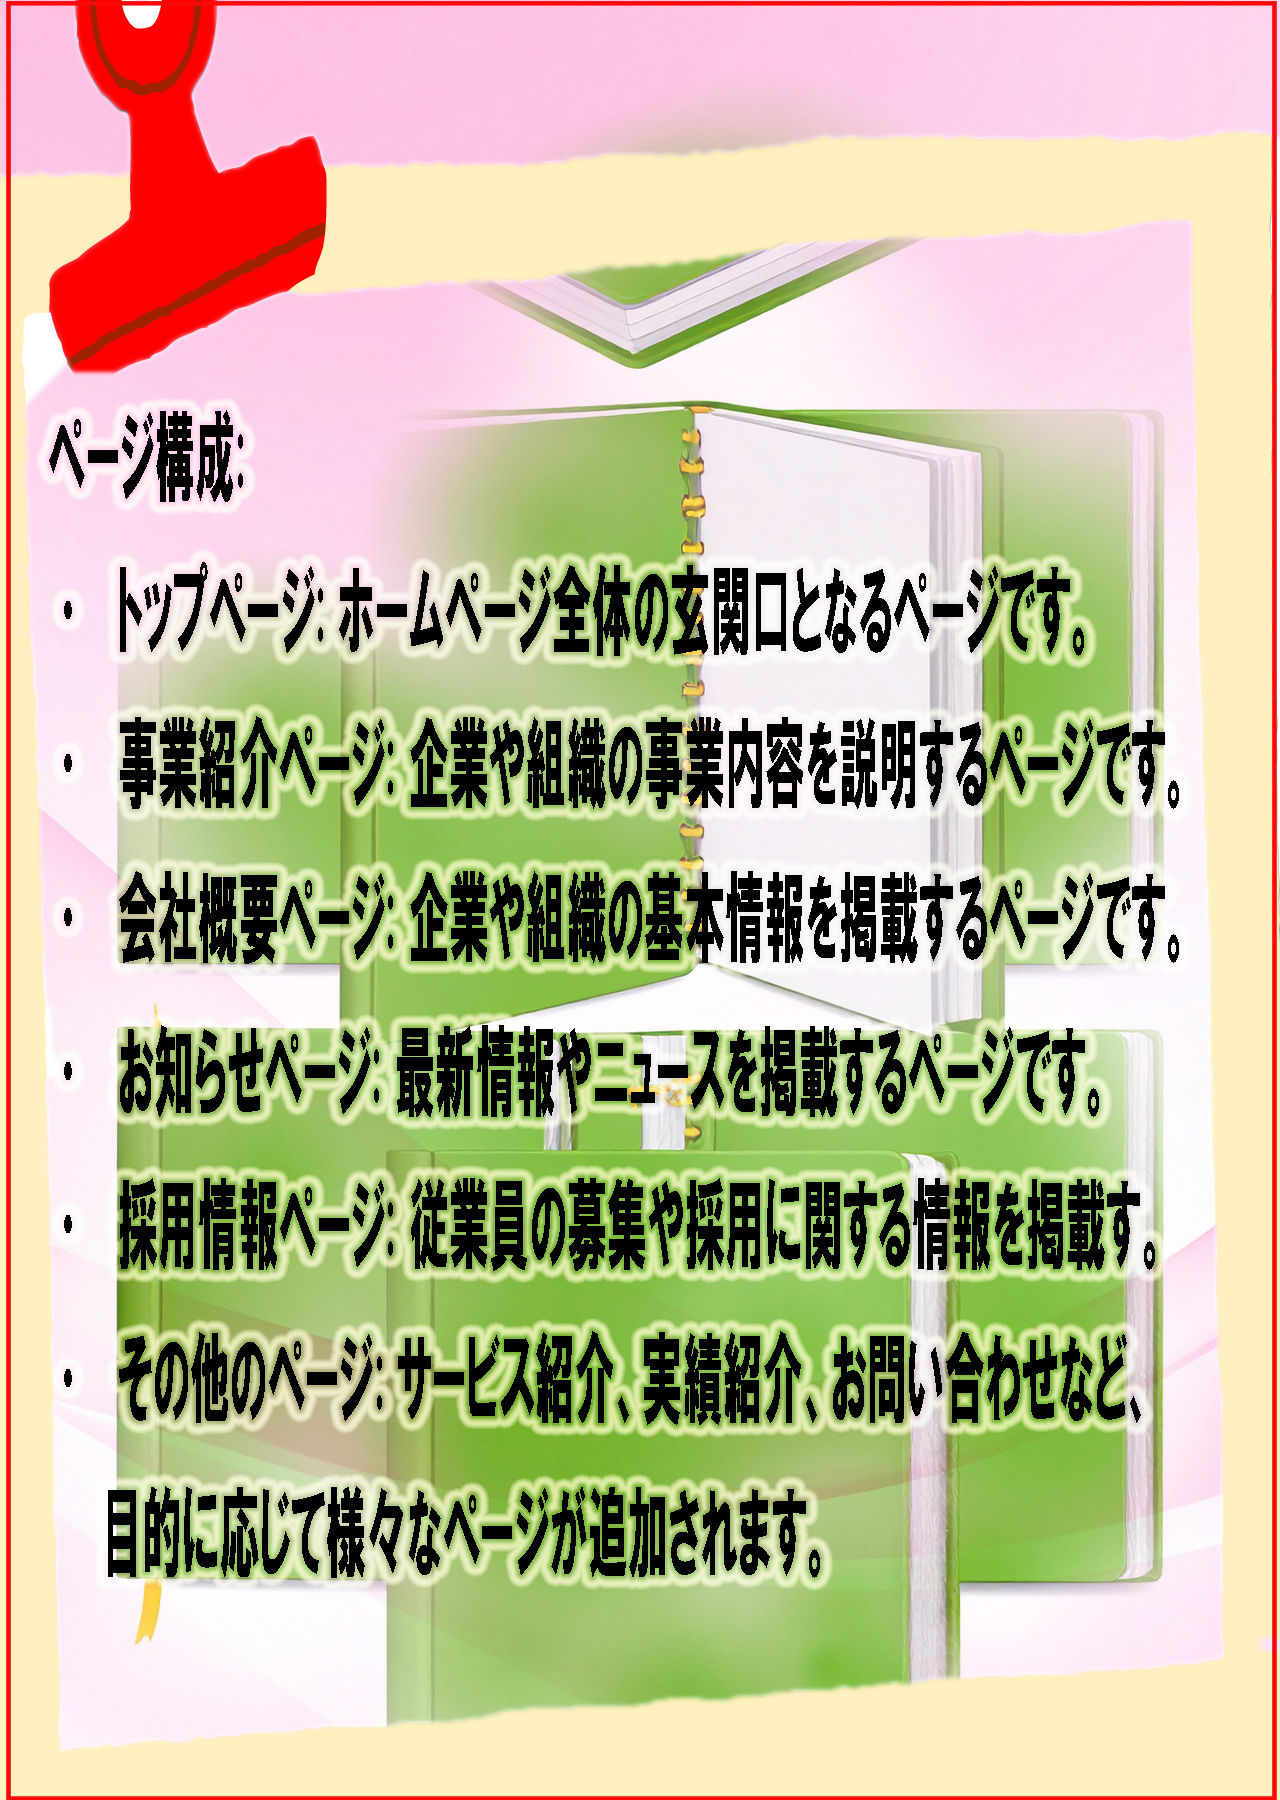 ページ構成:
・ トップページ: ホームページ全体の玄関口となるページです。
・ 事業紹介ページ: 企業や組織の事業内容を説明するページです。
・ 会社概要ページ: 企業や組織の基本情報を掲載するページです。
・ お知らせページ: 最新情報やニュースを掲載するページです。
・ 採用情報ページ: 従業員の募集や採用に関する情報を掲載す。
・ その他のページ: サービス紹介、実績紹介、お問い合わせなど、
目的に応じて様々なページが追加されます。